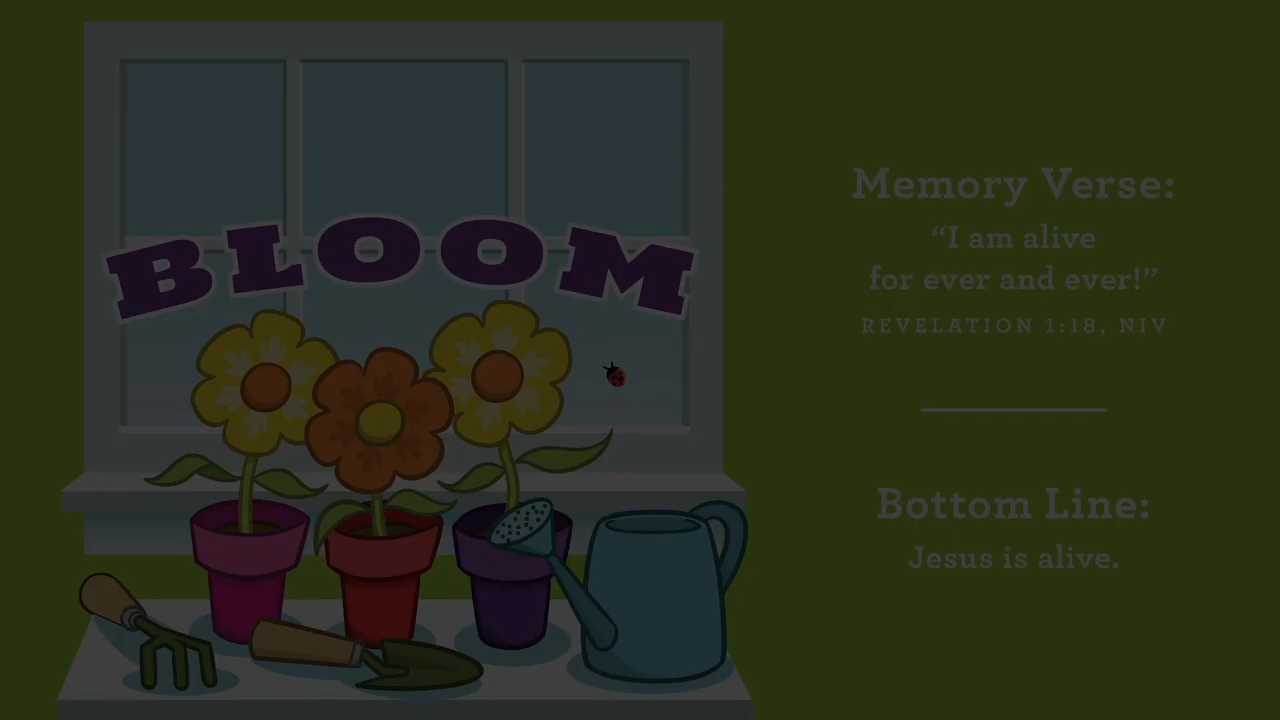 BLOOM
Memory Verse:
“I am alive
for ever and ever!”
REVELATION 1:18, NIV
Bottom Line:
Jesus is alive.